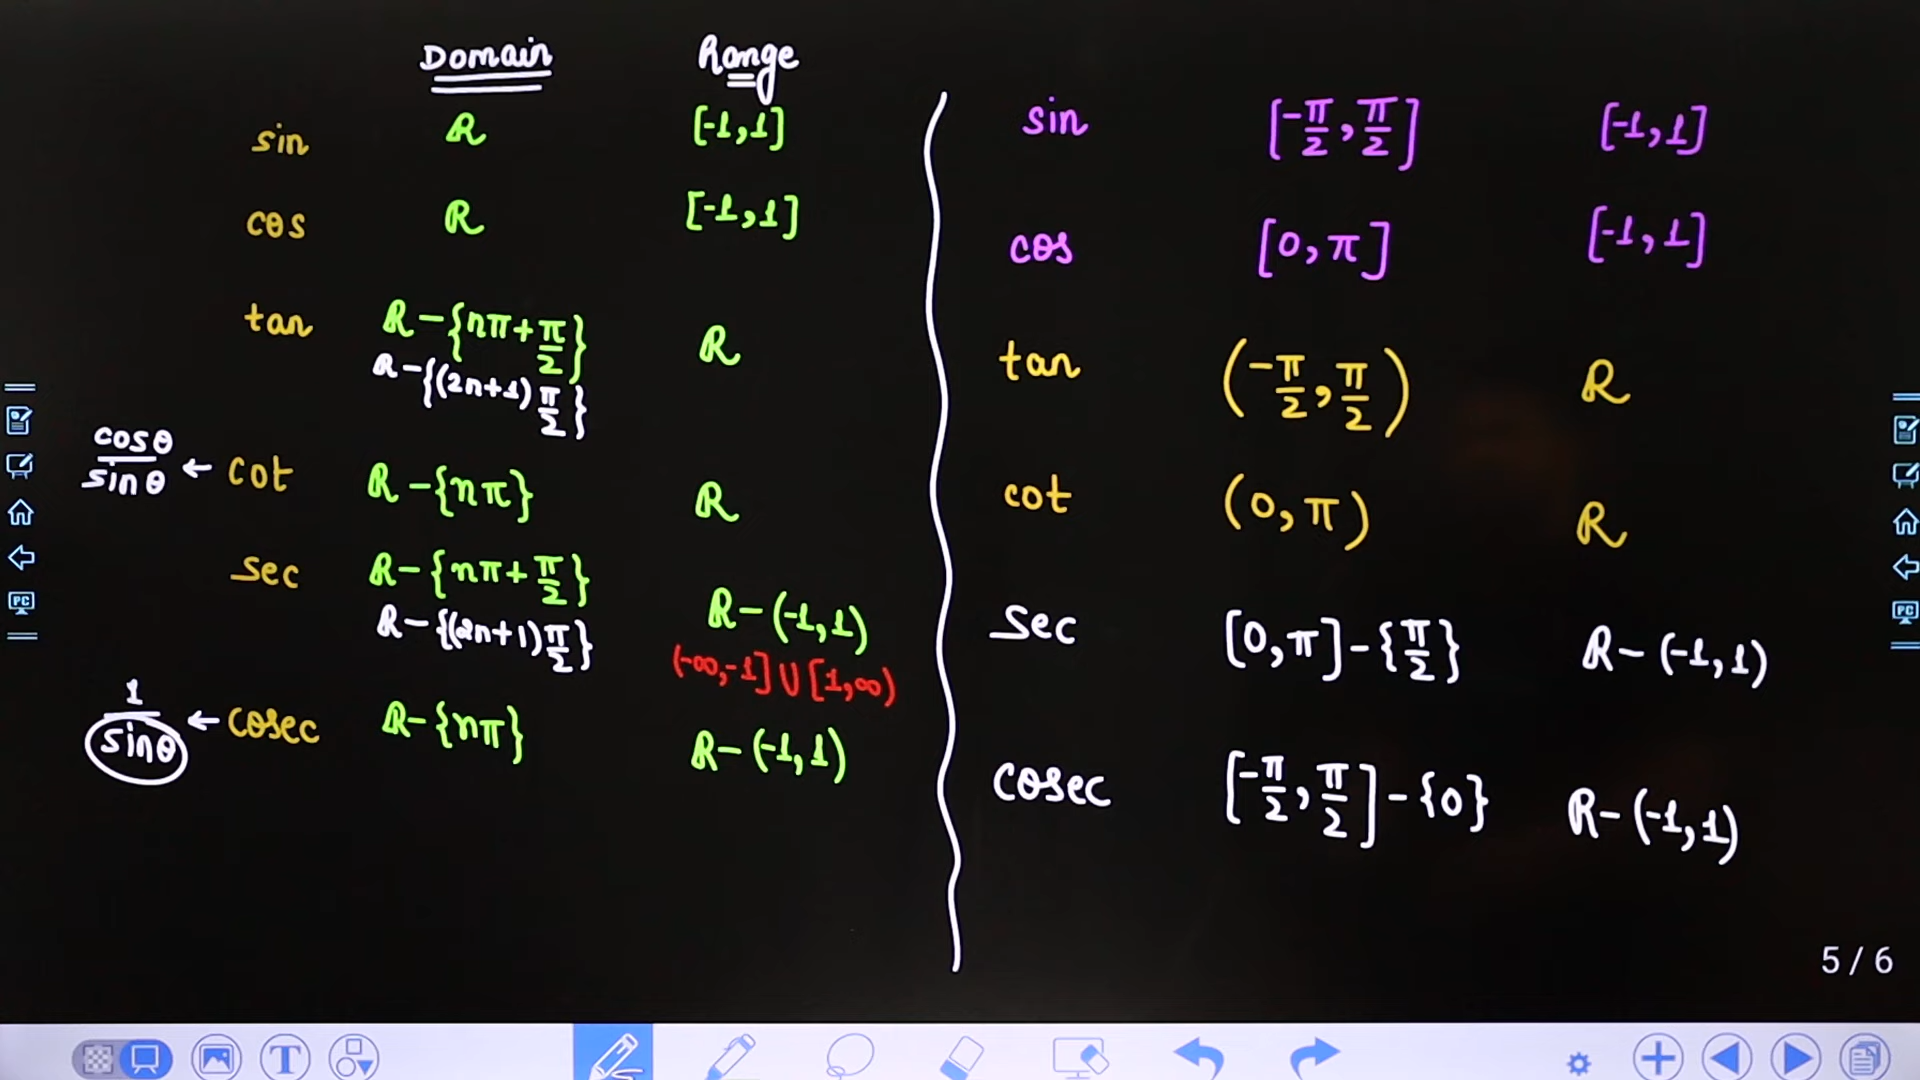 Domain Range
sin R [-1,1]
cos R [-1,1]
tan R-{nπ+π/2} R
R-{(2n+1)π/2}
cosθ/sinθ ← cot R-{nπ} R
sec R-{nπ+π/2} R-(-1,1)
R-{(2n+1)π/2} (-∞,-1]∪[1,∞)
1/sinθ ← cosec R-{nπ} R-(-1,1)
sin [-π/2,π/2] [-1,1]
cos [0,π] [-1,1]
tan (-π/2,π/2) R
cot (0,π) R
sec [0,π]-{π/2} R-(-1,1)
cosec [-π/2,π/2]-{0} R-(-1,1)
5/6
PC
PC
T